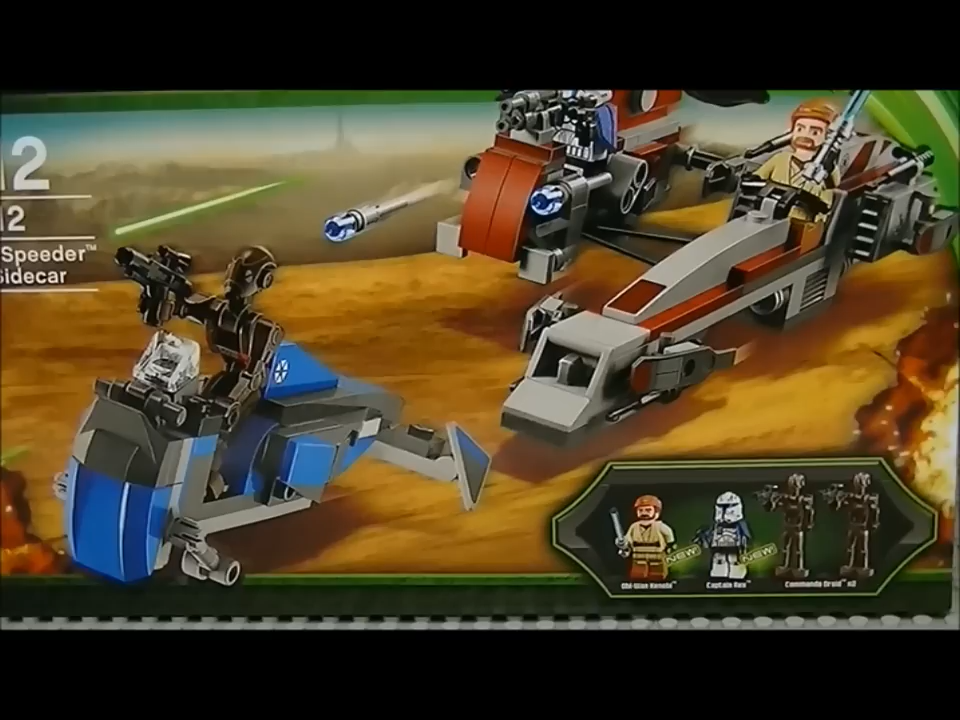 12
12
Speeder™
Sidecar
NEW!
NEW!
Obi-Wan Kenobi™
Captain Rex™
Commando Droid™ x2